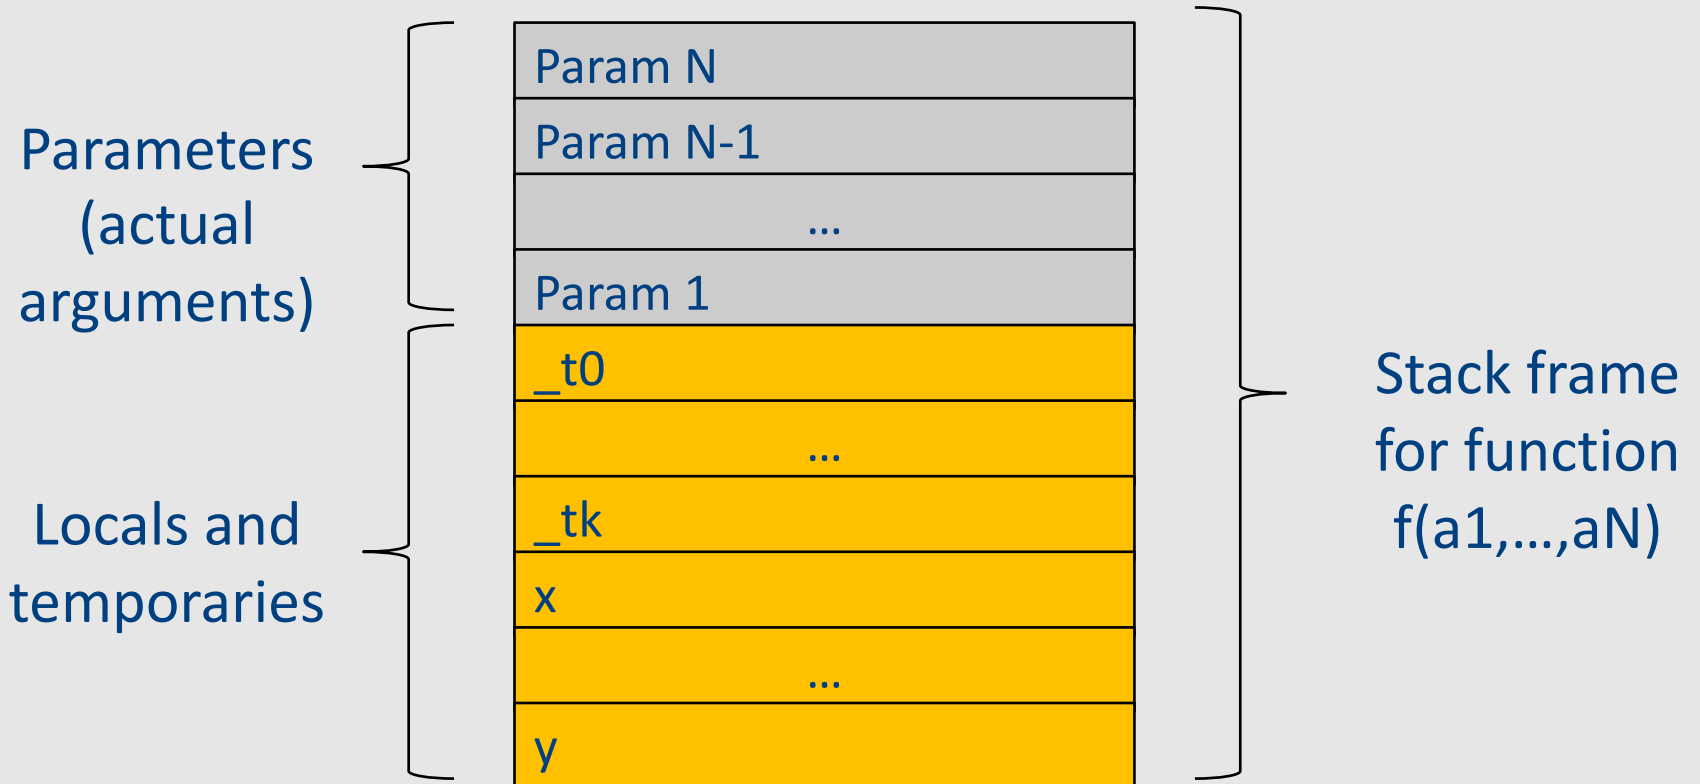 Parameters
(actual
arguments)
Locals and
temporaries
Param N
Param N-1
...
Param 1
_t0
...
_tk
x
...
y
Stack frame
for function
f(a1,...,aN)